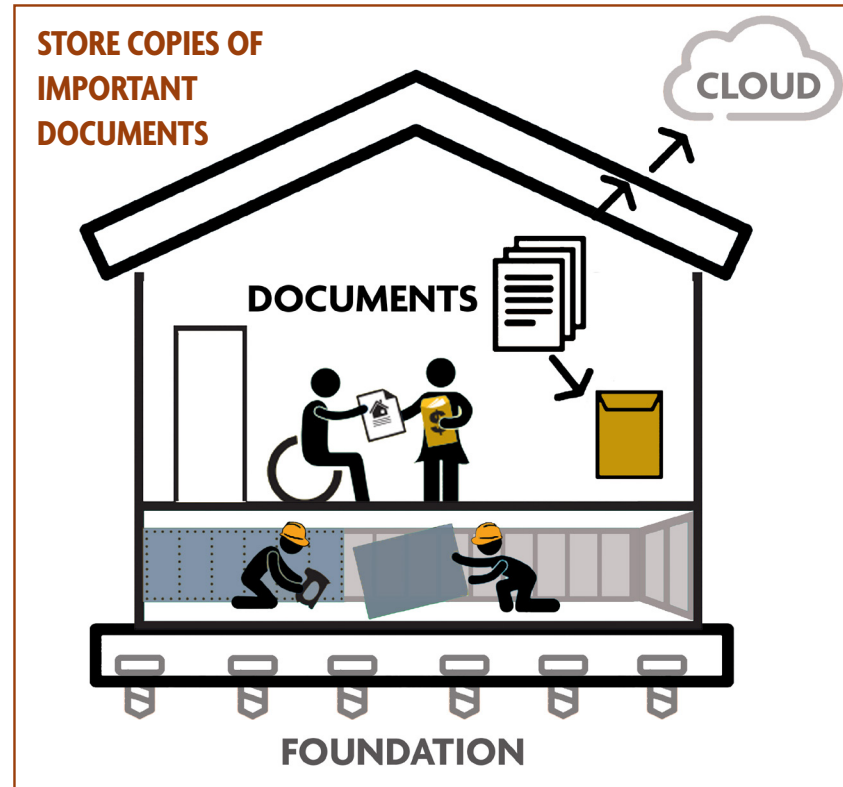 STORE COPIES OF
IMPORTANT
DOCUMENTS
CLOUD
DOCUMENTS
$
FOUNDATION